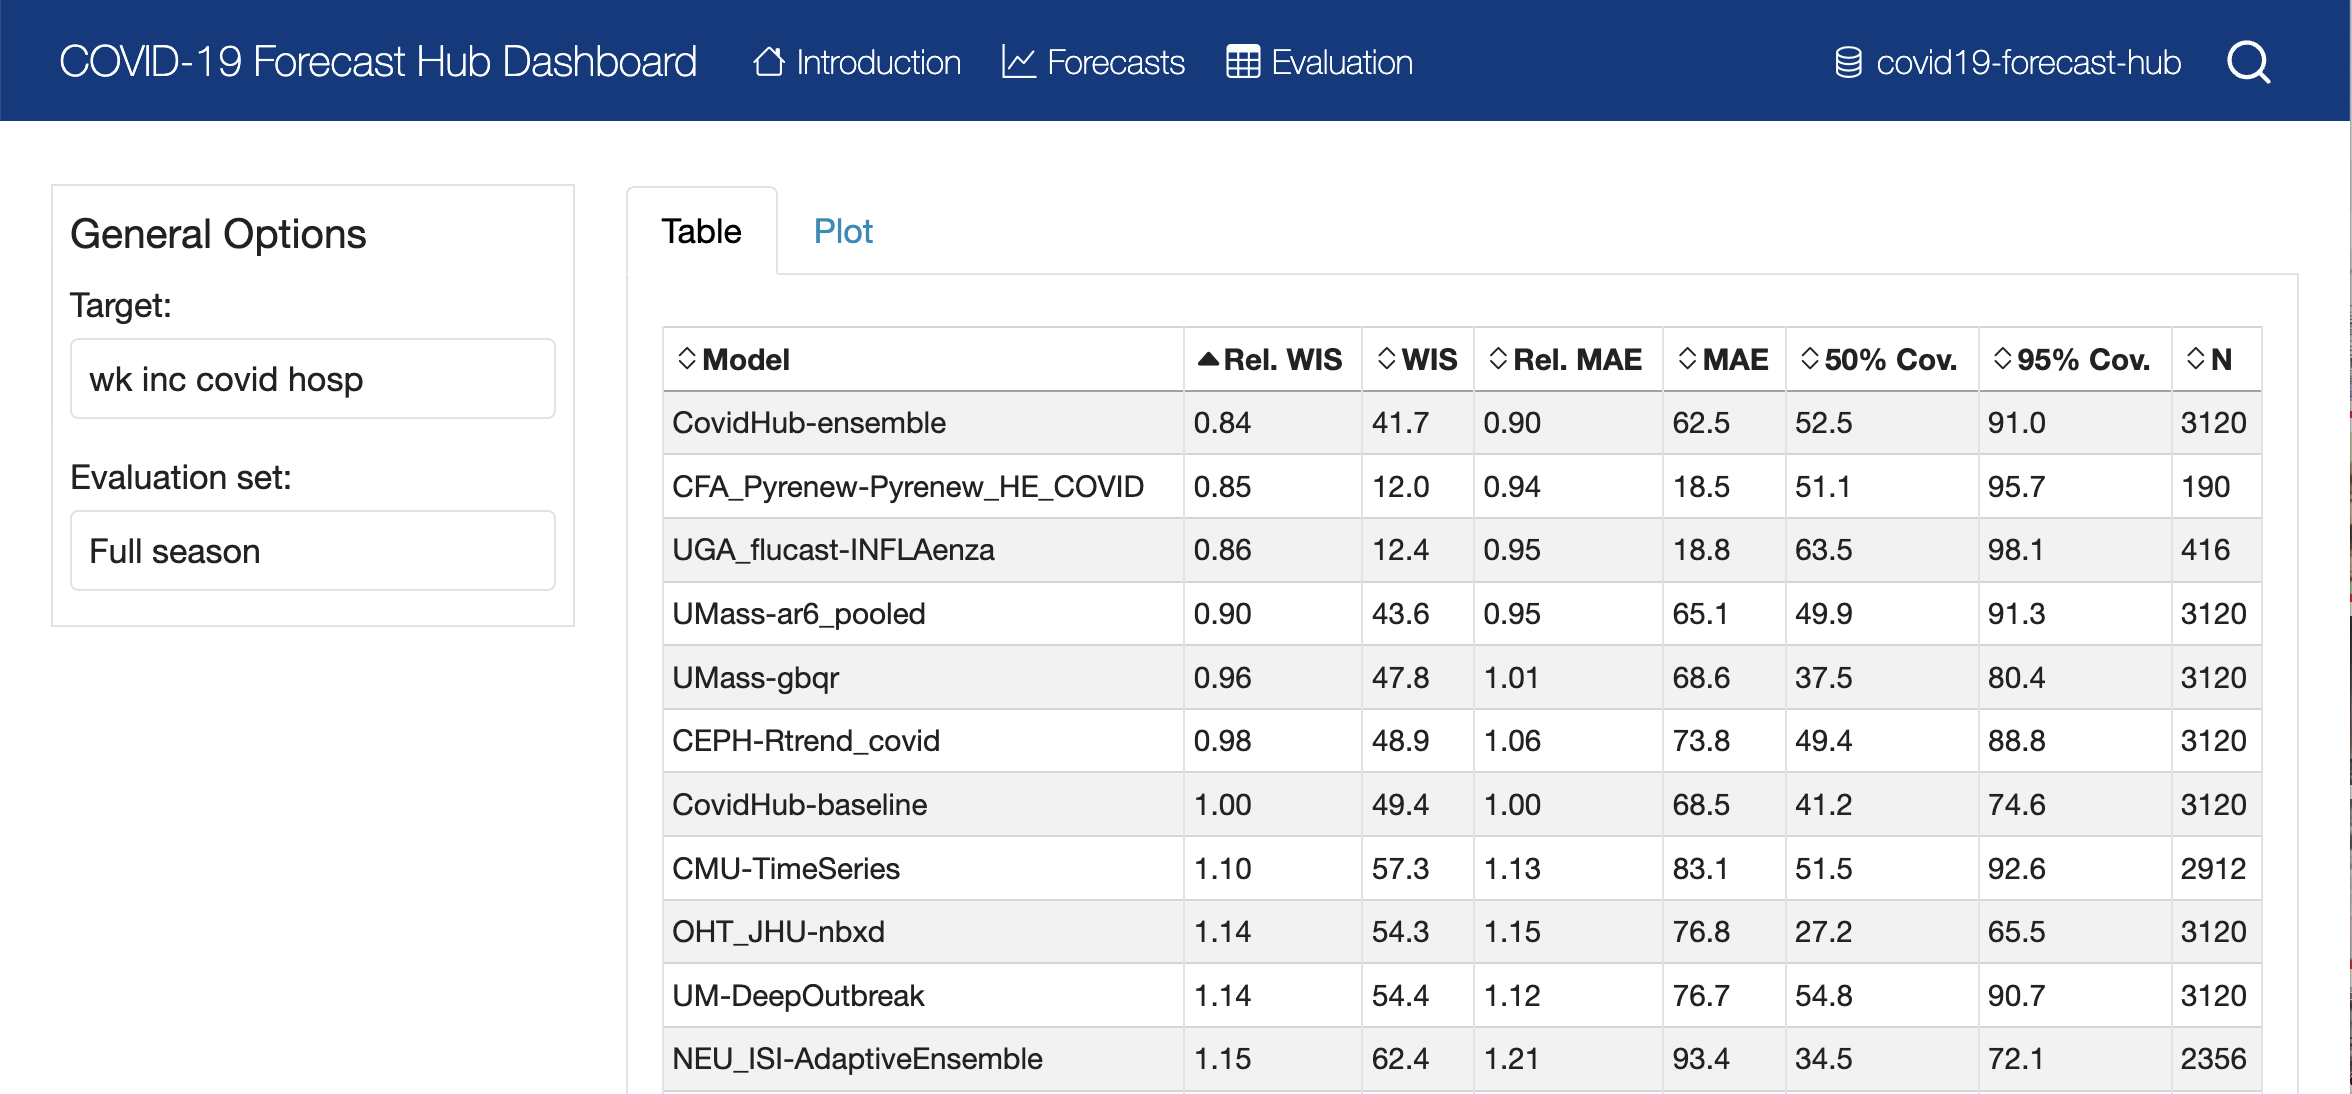 COVID-19 Forecast Hub Dashboard Introduction Forecasts Evaluation covid19-forecast-hub
General Options
Target:
wk inc covid hosp
Evaluation set:
Full season
Table Plot
Model Rel. WIS WIS Rel. MAE MAE 50% Cov. 95% Cov. N
CovidHub-ensemble 0.84 41.7 0.90 62.5 52.5 91.0 3120
CFA_Pyrenew-Pyrenew_HE_COVID 0.85 12.0 0.94 18.5 51.1 95.7 190
UGA_flucast-INFLAenza 0.86 12.4 0.95 18.8 63.5 98.1 416
UMass-ar6_pooled 0.90 43.6 0.95 65.1 49.9 91.3 3120
UMass-gbqr 0.96 47.8 1.01 68.6 37.5 80.4 3120
CEPH-Rtrend_covid 0.98 48.9 1.06 73.8 49.4 88.8 3120
CovidHub-baseline 1.00 49.4 1.00 68.5 41.2 74.6 3120
CMU-TimeSeries 1.10 57.3 1.13 83.1 51.5 92.6 2912
OHT_JHU-nbxd 1.14 54.3 1.15 76.8 27.2 65.5 3120
UM-DeepOutbreak 1.14 54.4 1.12 76.7 54.8 90.7 3120
NEU_ISI-AdaptiveEnsemble 1.15 62.4 1.21 93.4 34.5 72.1 2356